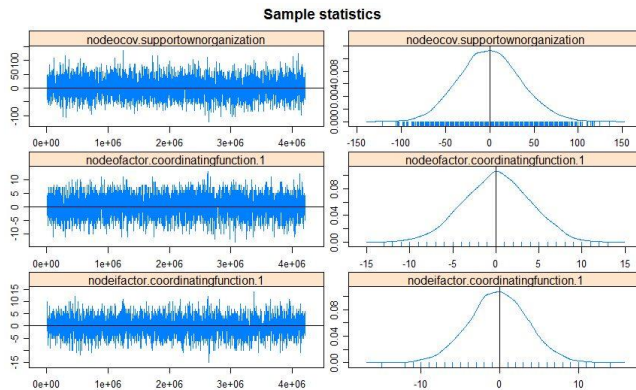 Sample statistics
nodeocov.supportownorganization
-100 0 50100
0e+00 1e+06 2e+06 3e+06 4e+06
nodeocov.supportownorganization
0.0000.0040.008
-150 -100 -50 0 50 100 150
nodeofactor.coordinatingfunction.1
-10 -5 0 5 10
0e+00 1e+06 2e+06 3e+06 4e+06
nodeofactor.coordinatingfunction.1
0.00 0.04 0.08
-15 -10 -5 0 5 10 15
nodeifactor.coordinatingfunction.1
-15 -5 0 5 1015
0e+00 1e+06 2e+06 3e+06 4e+06
nodeifactor.coordinatingfunction.1
0.00 0.04 0.08
-10 0 10